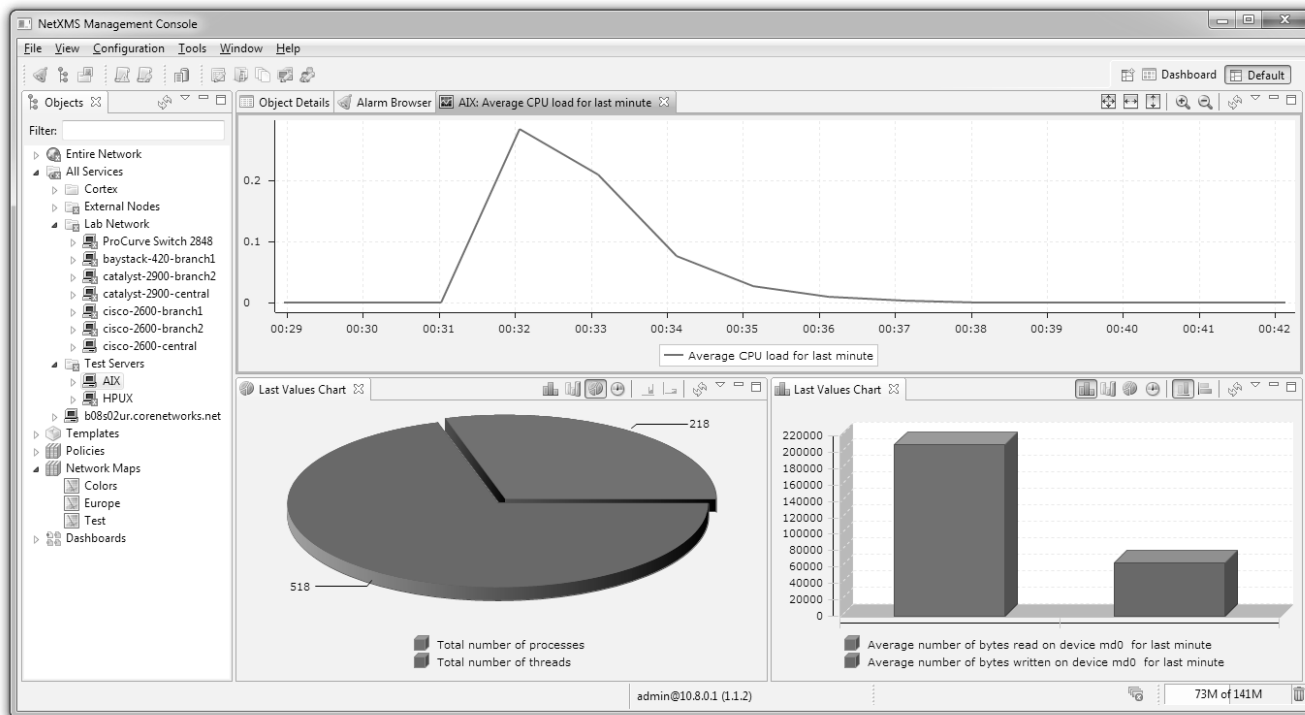 NetXMS Management Console
File View Configuration Tools Window Help
Dashboard Default
Objects
Filter:
Entire Network
All Services
Cortex
External Nodes
Lab Network
ProCurve Switch 2848
baystack-420-branch1
catalyst-2900-branch2
catalyst-2900-central
cisco-2600-branch1
cisco-2600-branch2
cisco-2600-central
Test Servers
AIX
HPUX
b08s02ur.corenetworks.net
Templates
Policies
Network Maps
Colors
Europe
Test
Dashboards
Object Details Alarm Browser AIX: Average CPU load for last minute
0.2
0.1
0
00:29 00:30 00:31 00:32 00:33 00:34 00:35 00:36 00:37 00:38 00:39 00:40 00:41 00:42
Average CPU load for last minute
Last Values Chart
218
518
Total number of processes
Total number of threads
Last Values Chart
220000
200000
180000
160000
140000
120000
100000
80000
60000
40000
20000
0
Average number of bytes read on device md0 for last minute
Average number of bytes written on device md0 for last minute
admin@10.8.0.1 (1.1.2)
73M of 141M